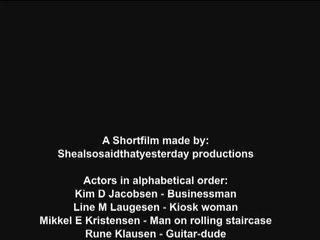 A Shortfilm made by:
Shealsosaidthatyesterday productions
Actors in alphabetical order:
Kim D Jacobsen - Businessman
Line M Laugesen - Kiosk woman
Mikkel E Kristensen - Man on rolling staircase
Rune Klausen - Guitar-dude